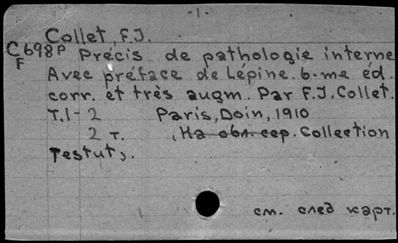 -1-
Collet, F.J.
C698p
F
Précis de pathologie interne
Avec préface de Lépine. 6-me éd.
corr. et très augm. Par F.J. Collet.
T.1-2 Paris, Doin, 1910
2 т. (На обл. сер. Collection
Testut).
см. след карт.